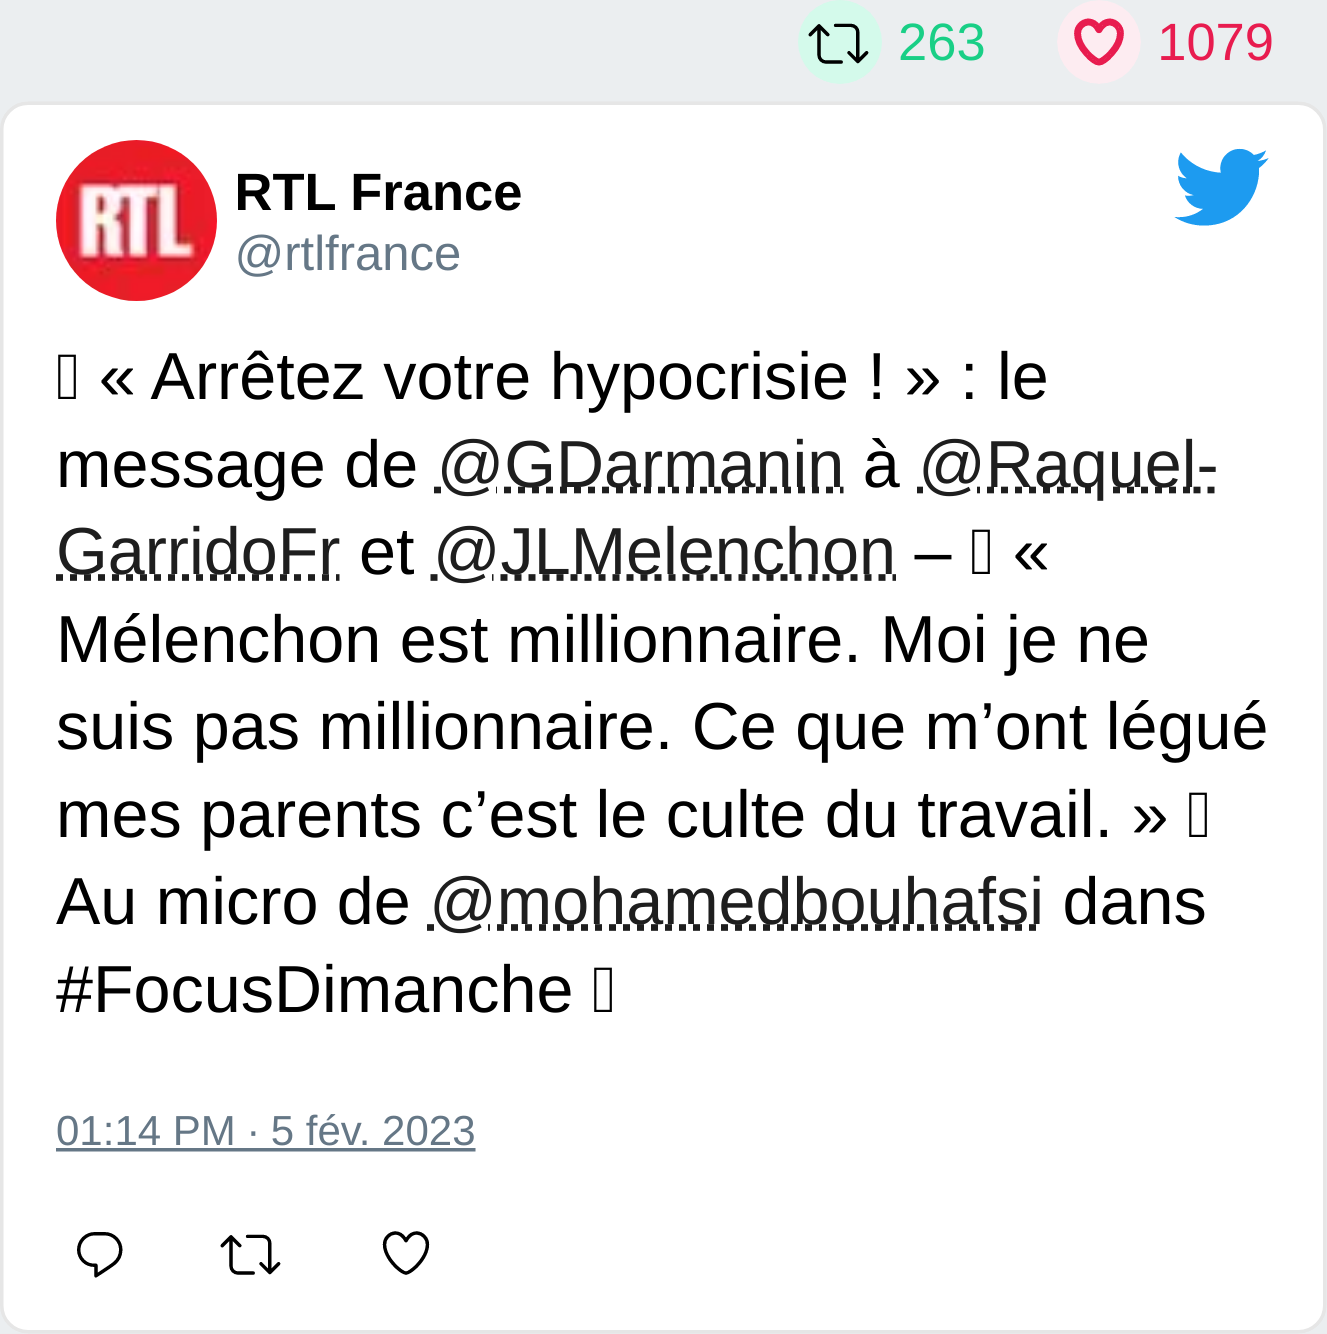 263 1079
RTL
RTL France
@rtlfrance
« Arrêtez votre hypocrisie ! » : le
message de @GDarmanin à @Raquel-
GarridoFr et @JLMelenchon – «
Mélenchon est millionnaire. Moi je ne
suis pas millionnaire. Ce que m’ont légué
mes parents c’est le culte du travail. »
Au micro de @mohamedbouhafsi dans
#FocusDimanche
01:14 PM · 5 fév. 2023